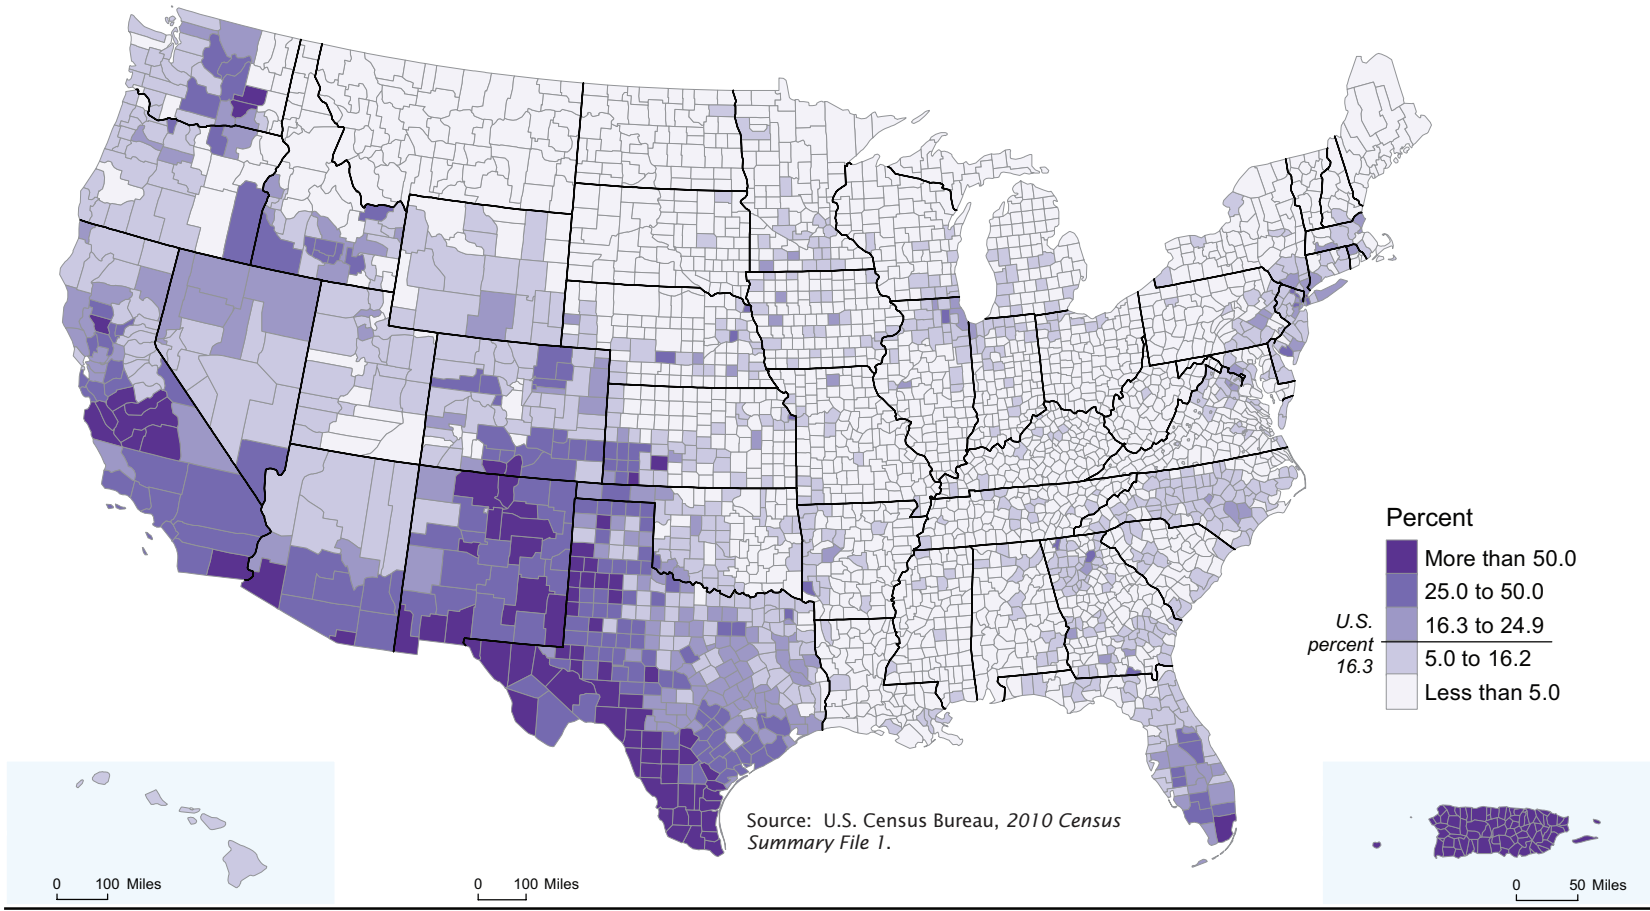 Percent
More than 50.0
25.0 to 50.0
16.3 to 24.9
5.0 to 16.2
Less than 5.0
U.S.
percent
16.3
Source: U.S. Census Bureau, 2010 Census
Summary File 1.
0 100 Miles
0 100 Miles
0 50 Miles